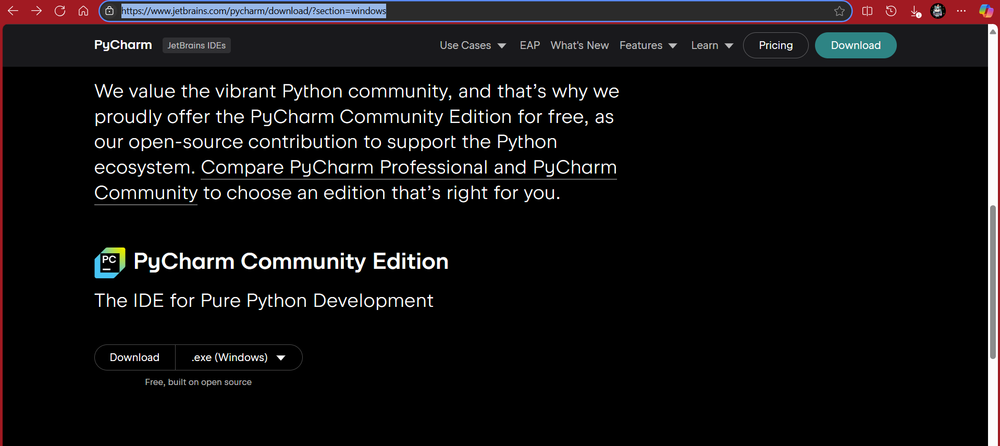 https://www.jetbrains.com/pycharm/download/?section=windows
PyCharm JetBrains IDEs Use Cases EAP What's New Features Learn Pricing Download
We value the vibrant Python community, and that’s why we
proudly offer the PyCharm Community Edition for free, as
our open-source contribution to support the Python
ecosystem. Compare PyCharm Professional and PyCharm
Community to choose an edition that’s right for you.
PC PyCharm Community Edition
The IDE for Pure Python Development
Download .exe (Windows)
Free, built on open source